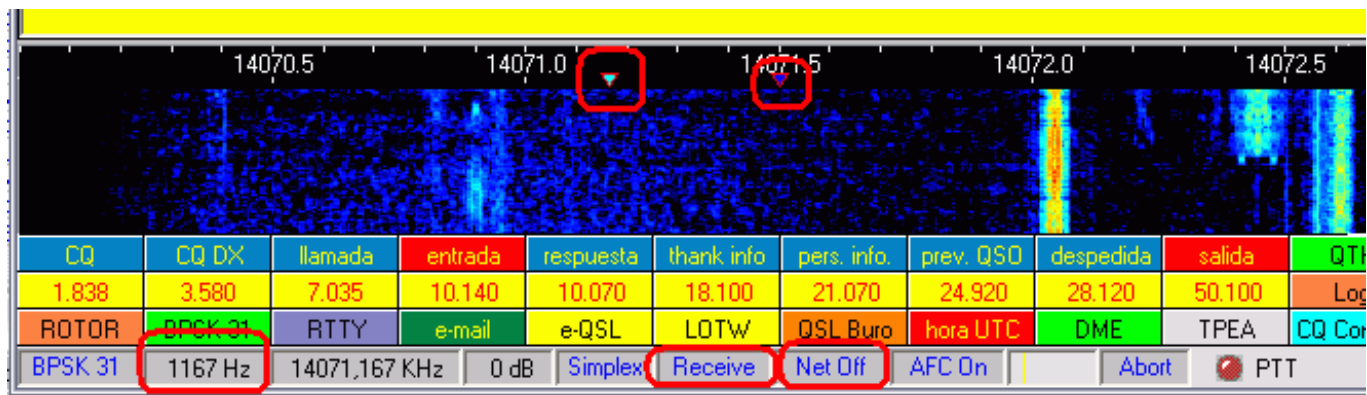 14070.5 14071.0 14071.5 14072.0 14072.5
CQ CQ DX llamada entrada respuesta thank info pers. info. prev. QSO despedida salida
1.838 3.580 7.035 10.140 10.070 18.100 21.070 24.920 28.120 50.100 Log
ROTOR BPSK 31 RTTY e-mail e-QSL LOTW QSL Buro hora UTC DME TPEA CQ
BPSK 31 1167 Hz 14071,167 KHz 0 dB Simplex Receive Net Off AFC On Abort PTT